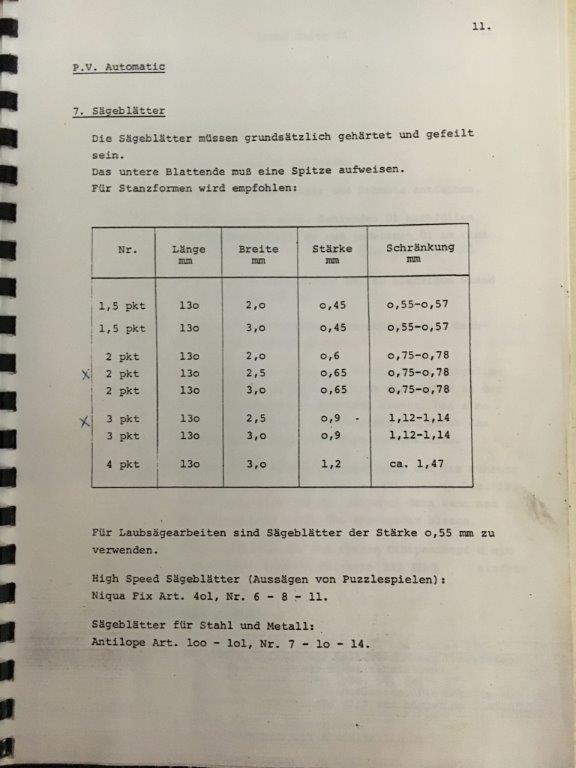 11.
P.V. Automatic
7. Sägeblätter
Die Sägeblätter müssen grundsätzlich gehärtet und gefeilt
sein.
Das untere Blattende muß eine Spitze aufweisen.
Für Stanzformen wird empfohlen:
Nr. Länge Breite Stärke Schränkung
mm mm mm mm
1,5 pkt 13o 2,o o,45 o,55-o,57
1,5 pkt 13o 3,o o,45 o,55-o,57
2 pkt 13o 2,o o,6 o,75-o,78
x 2 pkt 13o 2,5 o,65 o,75-o,78
2 pkt 13o 3,o o,65 o,75-o,78
x 3 pkt 13o 2,5 o,9 - 1,12-1,14
3 pkt 13o 3,o o,9 1,12-1,14
4 pkt 13o 3,o 1,2 ca. 1,47
Für Laubsägearbeiten sind Sägeblätter der Stärke o,55 mm zu
verwenden.
High Speed Sägeblätter (Aussägen von Puzzlespielen):
Niqua Fix Art. 4o1, Nr. 6 - 8 - 11.
Sägeblätter für Stahl und Metall:
Antilope Art. 1oo - 1o1, Nr. 7 - 1o - 14.